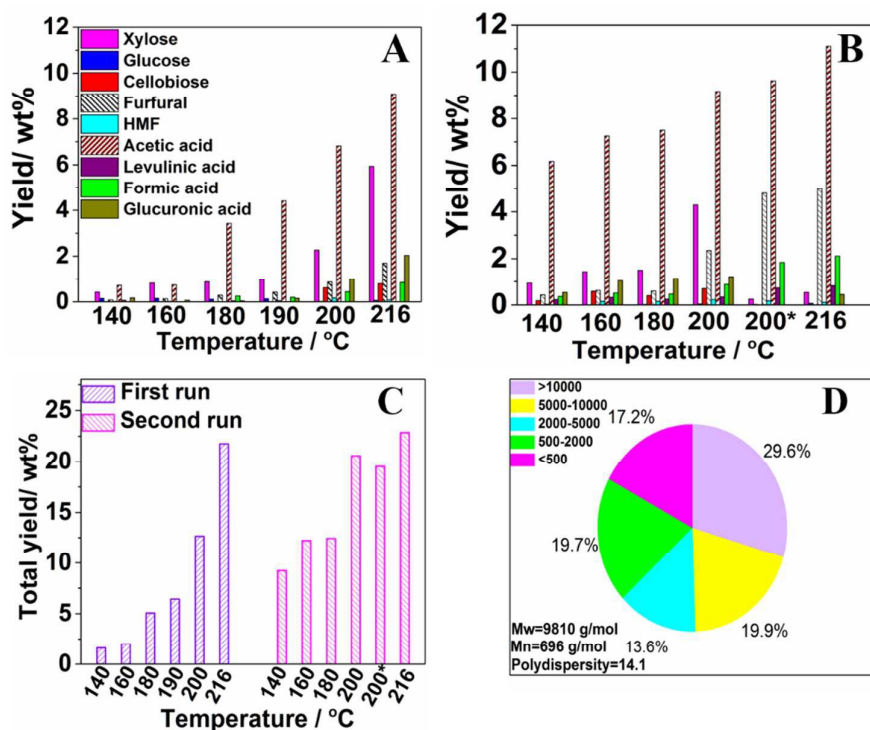 A
Yield/ wt%
12
10
8
6
4
2
0
Xylose
Glucose
Cellobiose
Furfural
HMF
Acetic acid
Levulinic acid
Formic acid
Glucuronic acid
140 160 180 190 200 216
Temperature / °C
B
Yield/ wt%
12
10
8
6
4
2
0
140 160 180 200 200* 216
Temperature / °C
C
Total yield/ wt%
25
20
15
10
5
0
First run
Second run
140 160 180 190 200 216 140 160 180 200 200* 216
Temperature / °C
D
>10000
5000-10000
2000-5000
500-2000
<500
17.2%
29.6%
19.7%
19.9%
13.6%
Mw=9810 g/mol
Mn=696 g/mol
Polydispersity=14.1